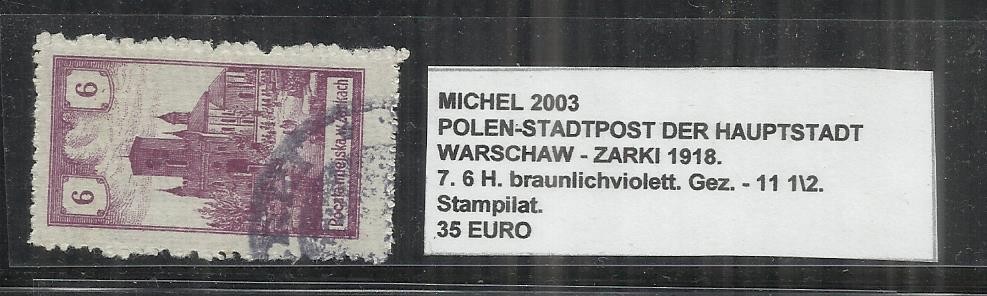 6
6
Poczta miejska w Żarkach
MICHEL 2003
POLEN-STADTPOST DER HAUPTSTADT
WARSCHAW - ZARKI 1918.
7. 6 H. braunlichviolett. Gez. - 11 1\2.
Stampilat.
35 EURO